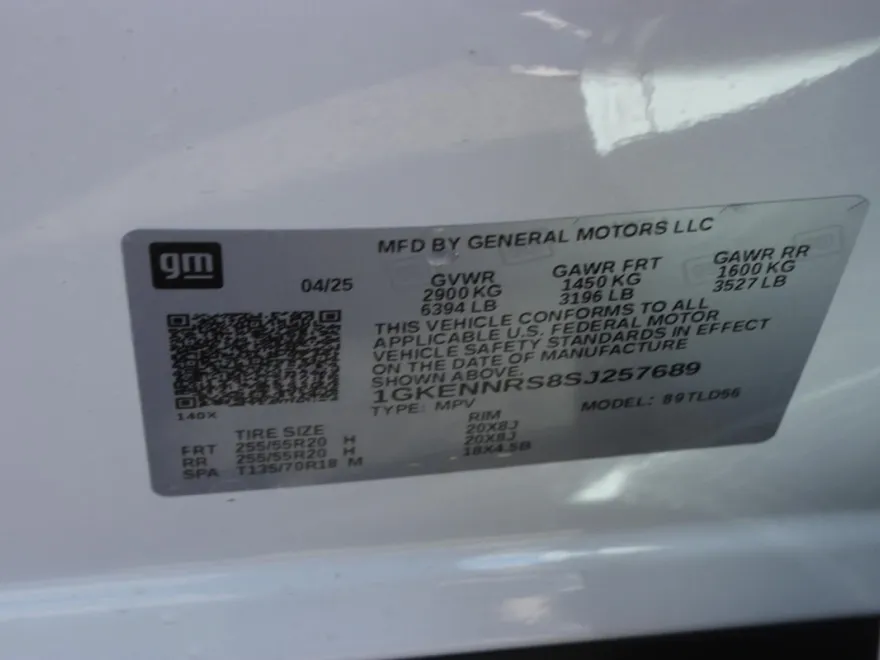 gm
MFD BY GENERAL MOTORS LLC
04/25
GVWR
2900 KG
6394 LB
GAWR FRT
1450 KG
3196 LB
GAWR RR
1600 KG
3527 LB
THIS VEHICLE CONFORMS TO ALL
APPLICABLE U.S. FEDERAL MOTOR
VEHICLE SAFETY STANDARDS IN EFFECT
ON THE DATE OF MANUFACTURE
SHOWN ABOVE.
1GKENNRS8SJ257689
TYPE: MPV MODEL: 89TLD56
140X
TIRE SIZE RIM
FRT 255/55R20 H 20X8J
RR 255/55R20 H 20X8J
SPA T135/70R18 M 18X4.5B